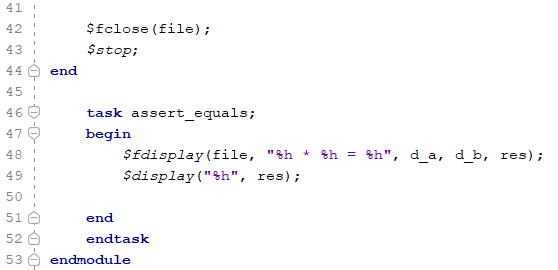 41
42 $fclose(file);
43 $stop;
44 end
45
46 task assert_equals;
47 begin
48 $fdisplay(file, "%h * %h = %h", d_a, d_b, res);
49 $display("%h", res);
50
51 end
52 endtask
53 endmodule